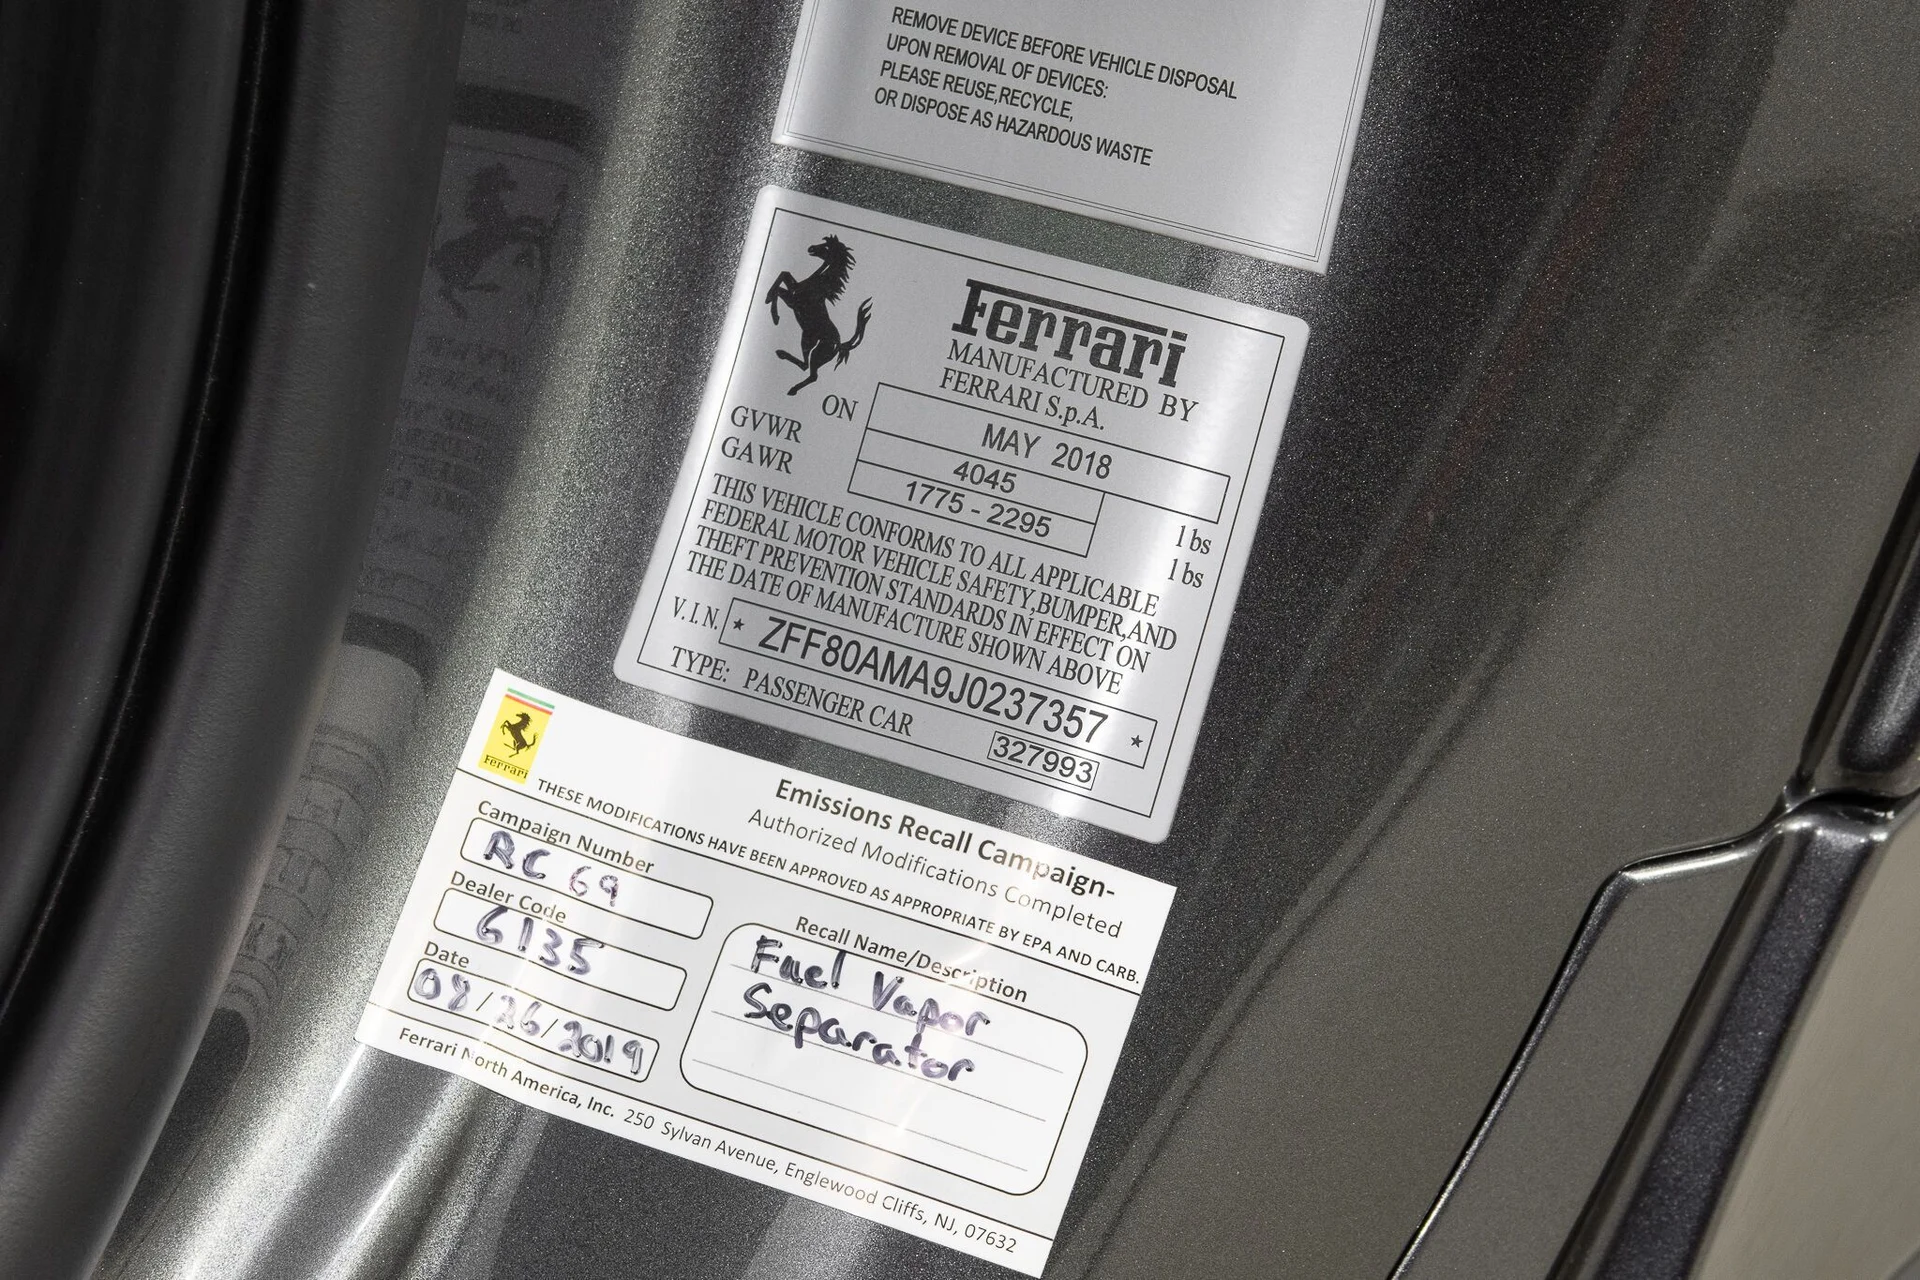 REMOVE DEVICE BEFORE VEHICLE DISPOSAL
UPON REMOVAL OF DEVICES:
PLEASE REUSE,RECYCLE,
OR DISPOSE AS HAZARDOUS WASTE
Ferrari
MANUFACTURED BY
FERRARI S.p.A.
ON MAY 2018
GVWR 4045 lbs
GAWR 1775 - 2295 lbs
THIS VEHICLE CONFORMS TO ALL APPLICABLE
FEDERAL MOTOR VEHICLE SAFETY,BUMPER,AND
THEFT PREVENTION STANDARDS IN EFFECT ON
THE DATE OF MANUFACTURE SHOWN ABOVE
V.I.N. ★ ZFF80AMA9J0237357 ★
TYPE: PASSENGER CAR 327993
Ferrari
Emissions Recall Campaign-
Authorized Modifications Completed
THESE MODIFICATIONS HAVE BEEN APPROVED AS APPROPRIATE BY EPA AND CARB.
Campaign Number
RC 69
Dealer Code
6135
Date
08/26/2019
Recall Name/Description
Fuel Vapor
Separator
Ferrari North America, Inc. 250 Sylvan Avenue, Englewood Cliffs, NJ, 07632